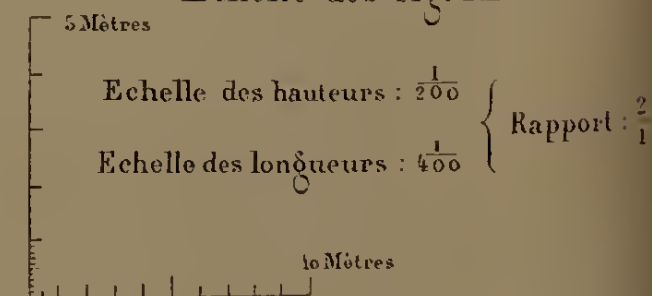 5 Mètres
Echelle des hauteurs : 1/200
Rapport : 2/1
Echelle des longueurs : 1/400
10 Mètres